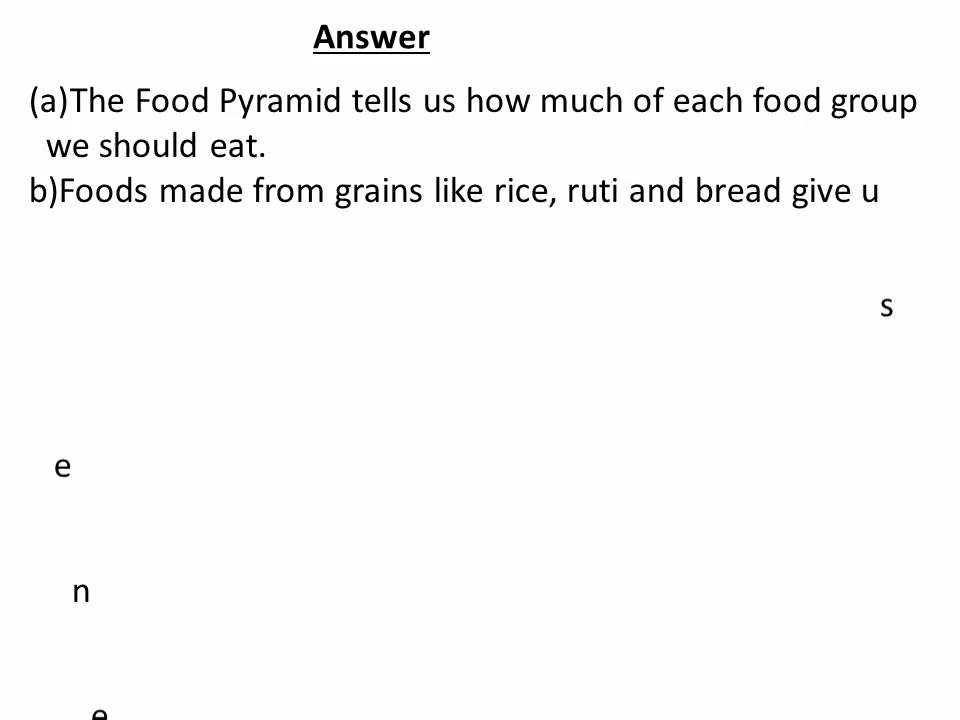 Answer
(a)The Food Pyramid tells us how much of each food group
we should eat.
b)Foods made from grains like rice, ruti and bread give u
s
e
n
e